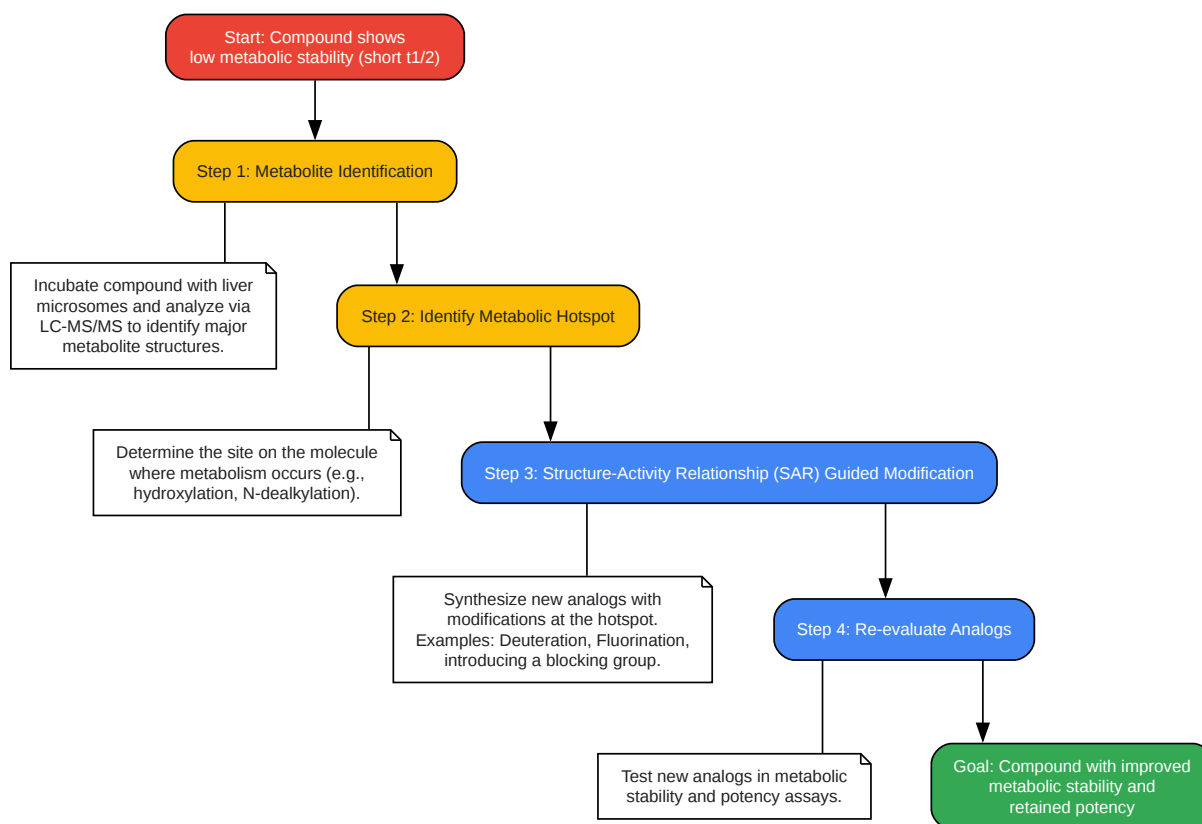 Start: Compound shows
low metabolic stability (short t1/2)
Step 1: Metabolite Identification
Incubate compound with liver
microsomes and analyze via
LC-MS/MS to identify major
metabolite structures.
Step 2: Identify Metabolic Hotspot
Determine the site on the molecule
where metabolism occurs (e.g.,
hydroxylation, N-dealkylation).
Step 3: Structure-Activity Relationship (SAR) Guided Modification
Synthesize new analogs with
modifications at the hotspot.
Examples: Deuteration, Fluorination,
introducing a blocking group.
Step 4: Re-evaluate Analogs
Test new analogs in metabolic
stability and potency assays.
Goal: Compound with improved
metabolic stability and
retained potency